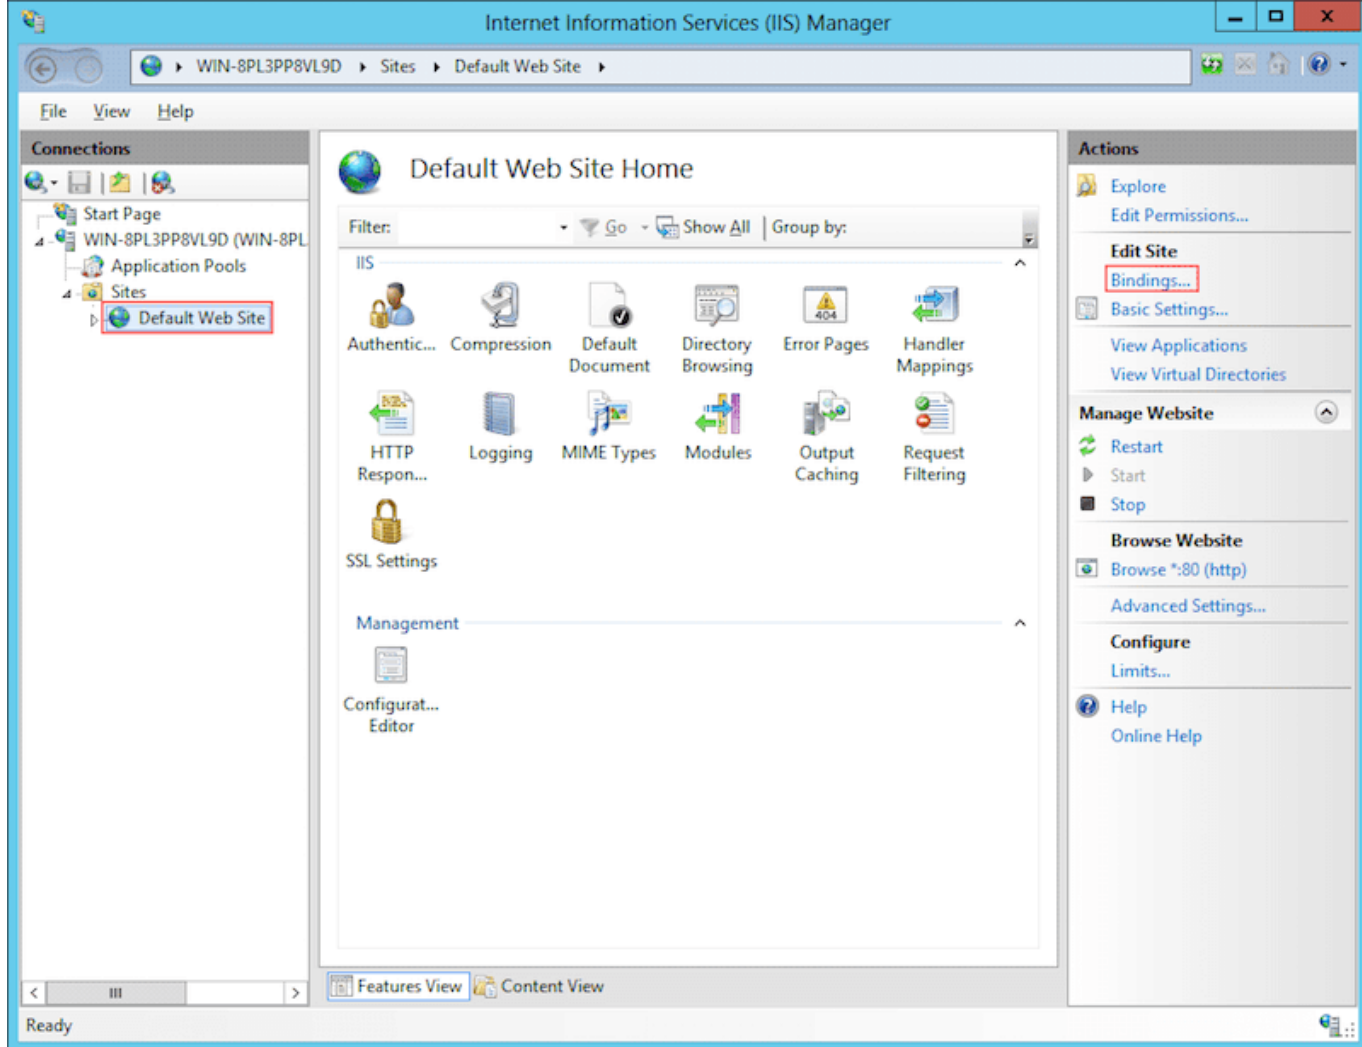 Internet Information Services (IIS) Manager
WIN-8PL3PP8VL9D Sites Default Web Site
File View Help
Connections
Start Page
WIN-8PL3PP8VL9D (WIN-8PL
Application Pools
Sites
Default Web Site
Default Web Site Home
Filter: Go Show All Group by:
IIS
Authentic... Compression Default Directory Error Pages Handler
Document Browsing Mappings
HTTP Logging MIME Types Modules Output Request
Respon... Caching Filtering
SSL Settings
Management
Configurat...
Editor
Features View Content View
Actions
Explore
Edit Permissions...
Edit Site
Bindings...
Basic Settings...
View Applications
View Virtual Directories
Manage Website
Restart
Start
Stop
Browse Website
Browse *:80 (http)
Advanced Settings...
Configure
Limits...
Help
Online Help
Ready